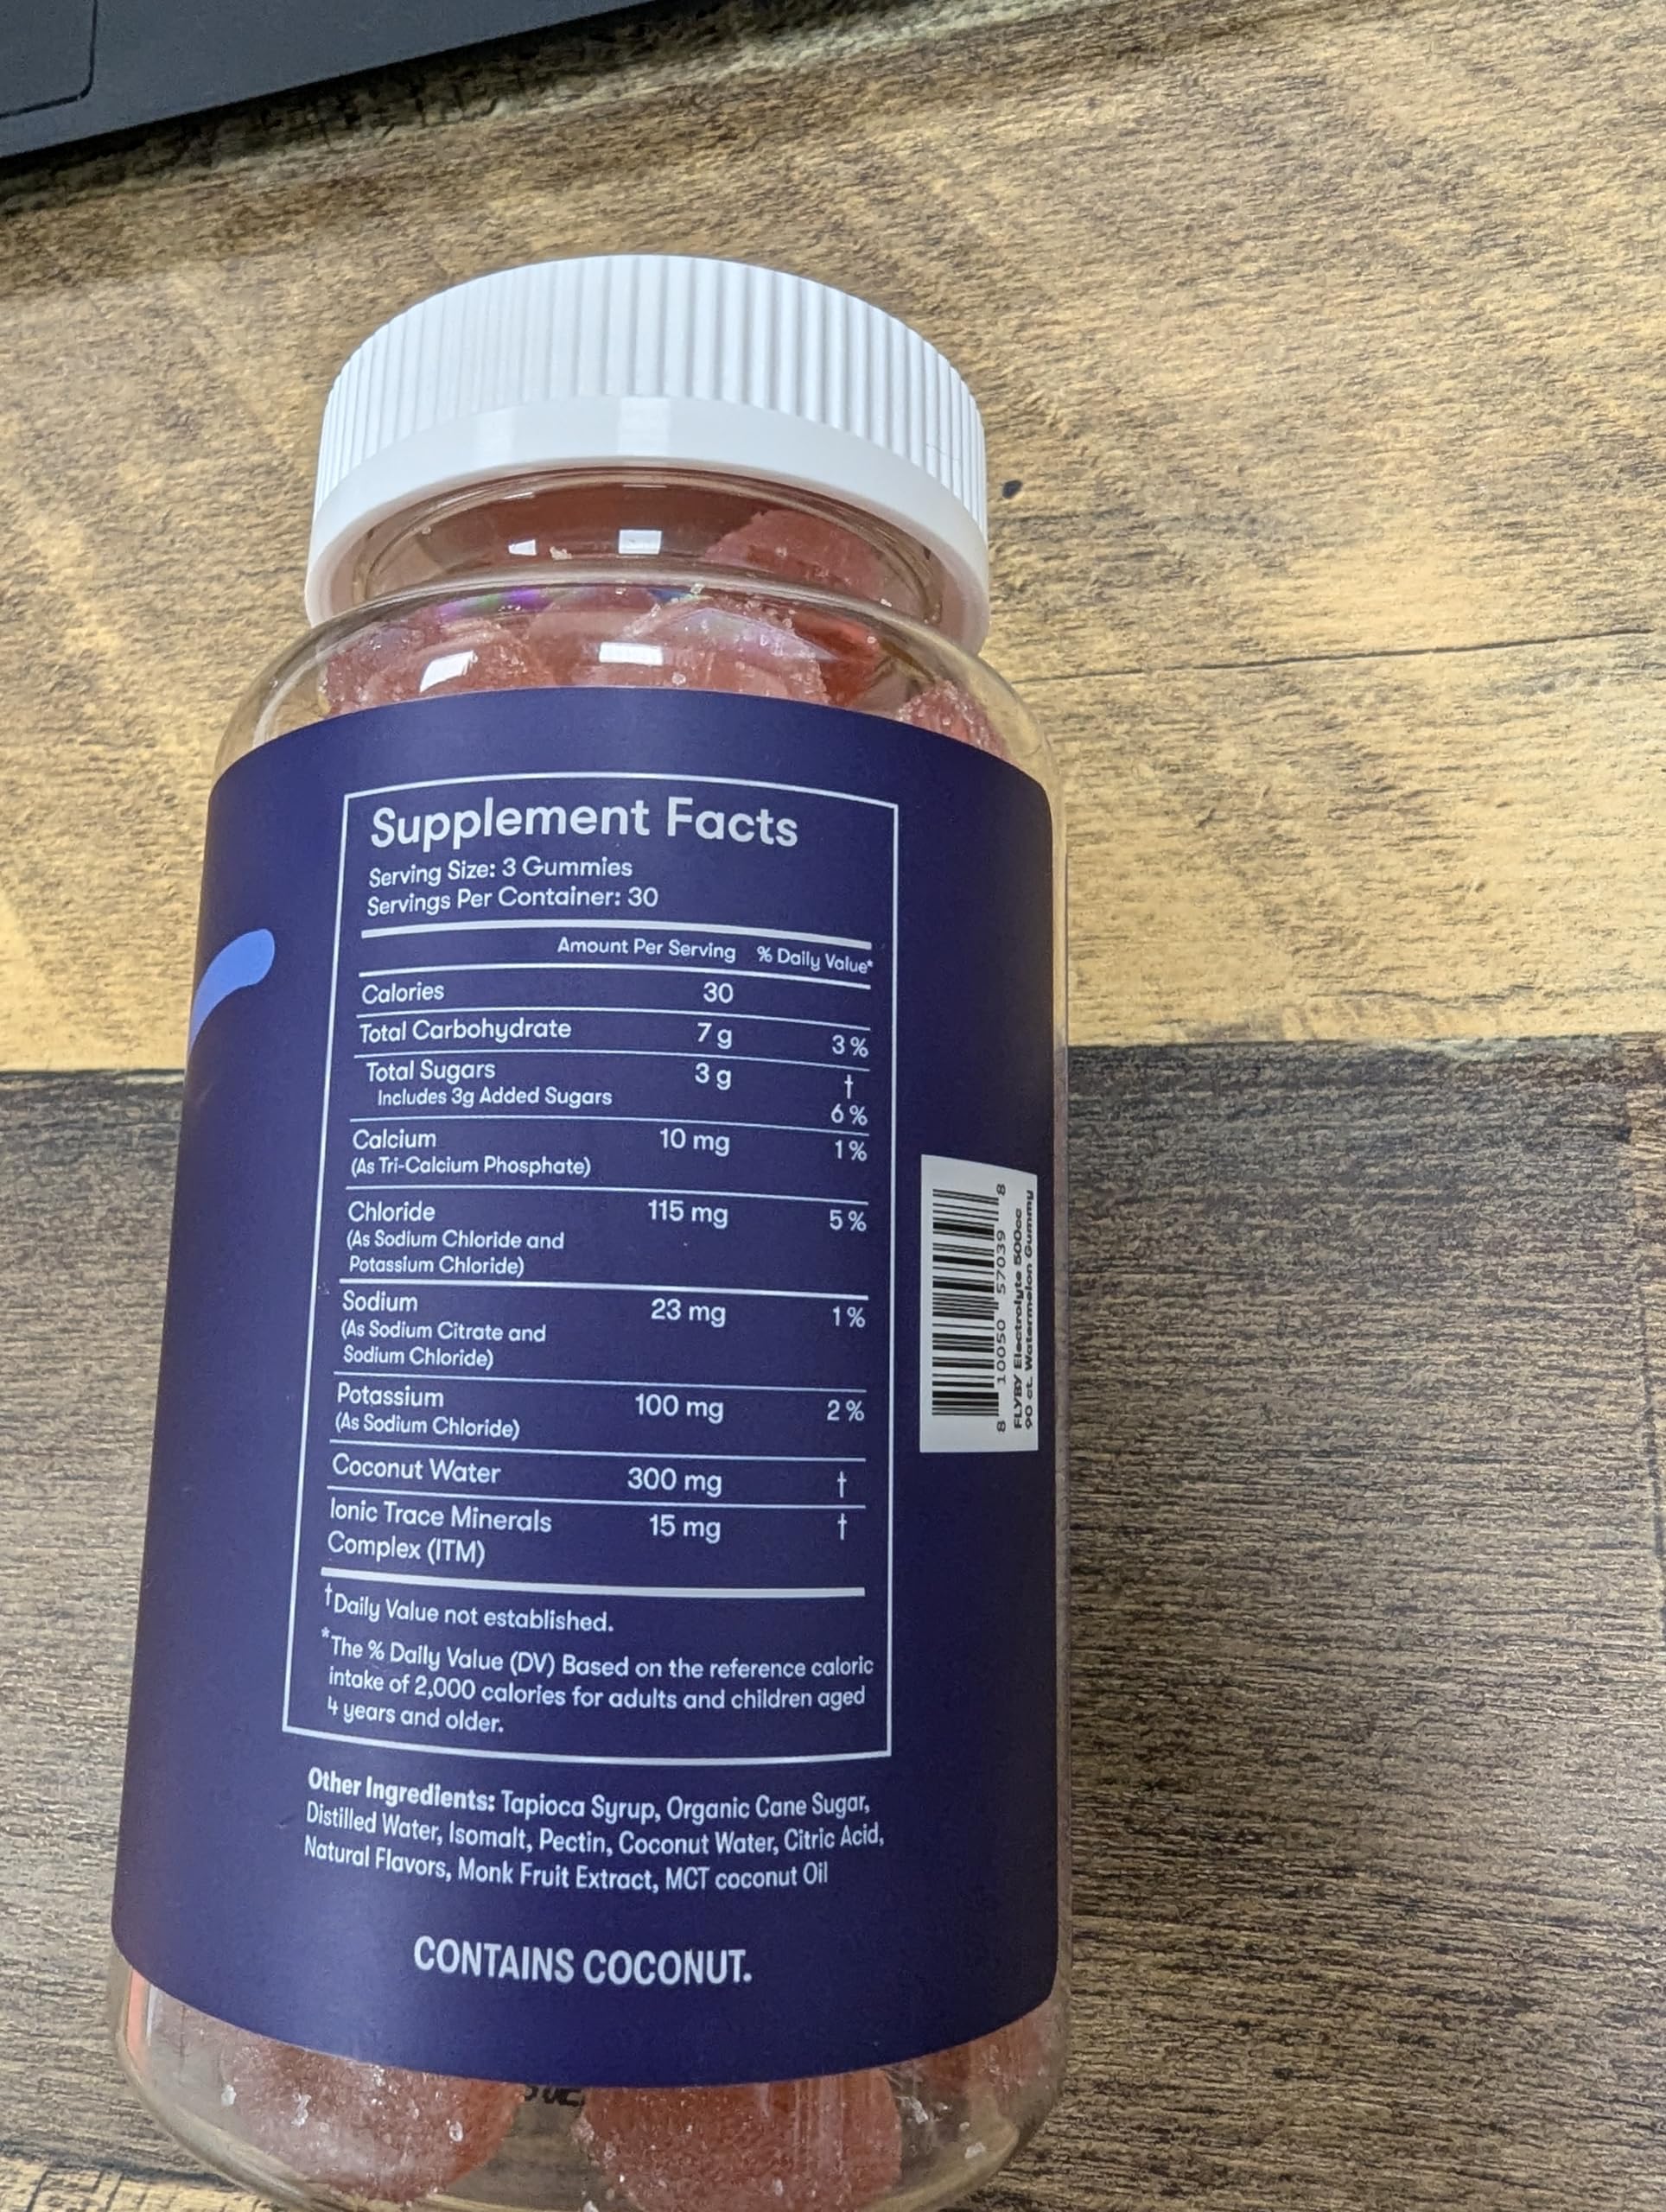 Supplement Facts
Serving Size: 3 Gummies
Servings Per Container: 30
Amount Per Serving % Daily Value*
Calories 30
Total Carbohydrate 7 g 3%
Total Sugars 3 g †
Includes 3g Added Sugars 6%
Calcium 10 mg 1%
(As Tri-Calcium Phosphate)
Chloride 115 mg 5%
(As Sodium Chloride and
Potassium Chloride)
Sodium 23 mg 1%
(As Sodium Citrate and
Sodium Chloride)
Potassium 100 mg 2%
(As Sodium Chloride)
Coconut Water 300 mg †
Ionic Trace Minerals 15 mg †
Complex (ITM)
†Daily Value not established.
*The % Daily Value (DV) Based on the reference caloric
intake of 2,000 calories for adults and children aged
4 years and older.
Other Ingredients: Tapioca Syrup, Organic Cane Sugar,
Distilled Water, Isomalt, Pectin, Coconut Water, Citric Acid,
Natural Flavors, Monk Fruit Extract, MCT coconut Oil
CONTAINS COCONUT.
8 10050 57039 8
FLYBY Electrolyte 500cc
90 ct. Watermelon Gummy